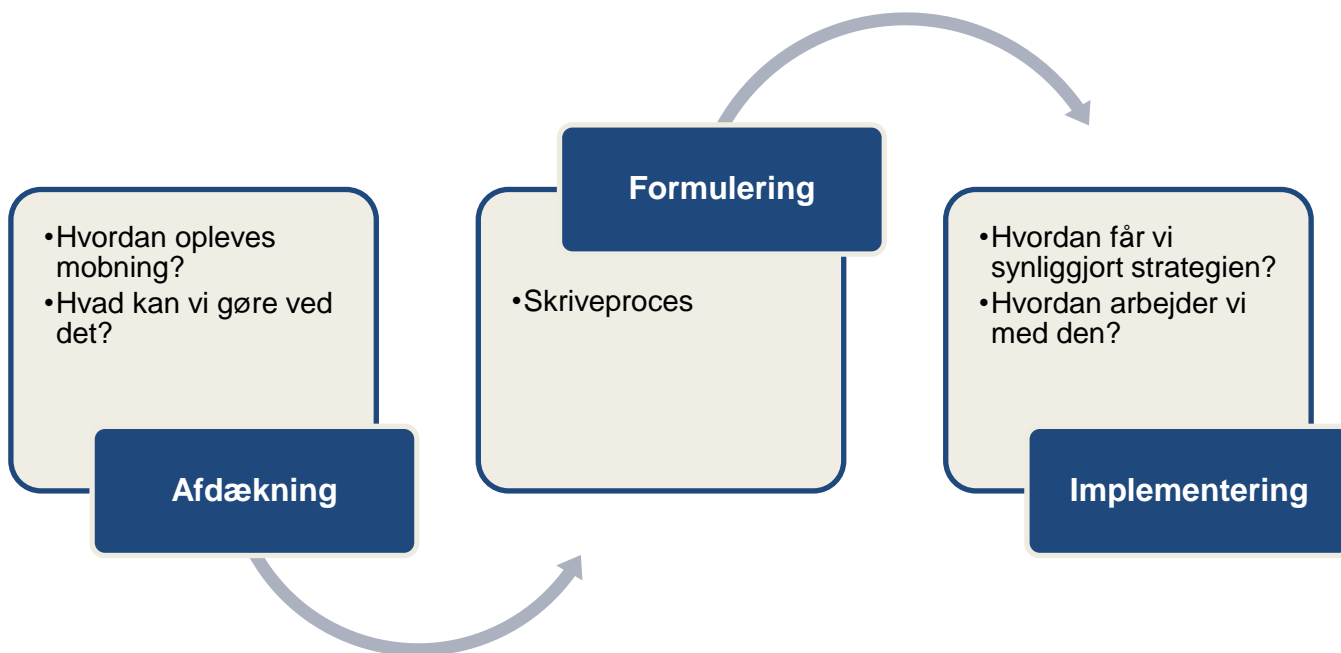 •Hvordan opleves
mobning?
•Hvad kan vi gøre ved
det?
Afdækning
Formulering
•Skriveproces
•Hvordan får vi
synliggjort strategien?
•Hvordan arbejder vi
med den?
Implementering